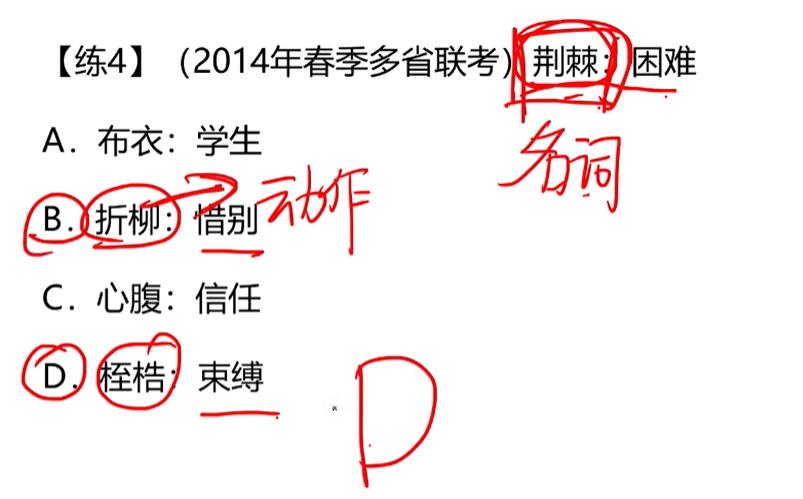 【练4】（2014年春季多省联考）荆棘：困难
名词
A．布衣：学生
B．折柳：惜别 动作
C．心腹：信任
D．桎梏：束缚
D